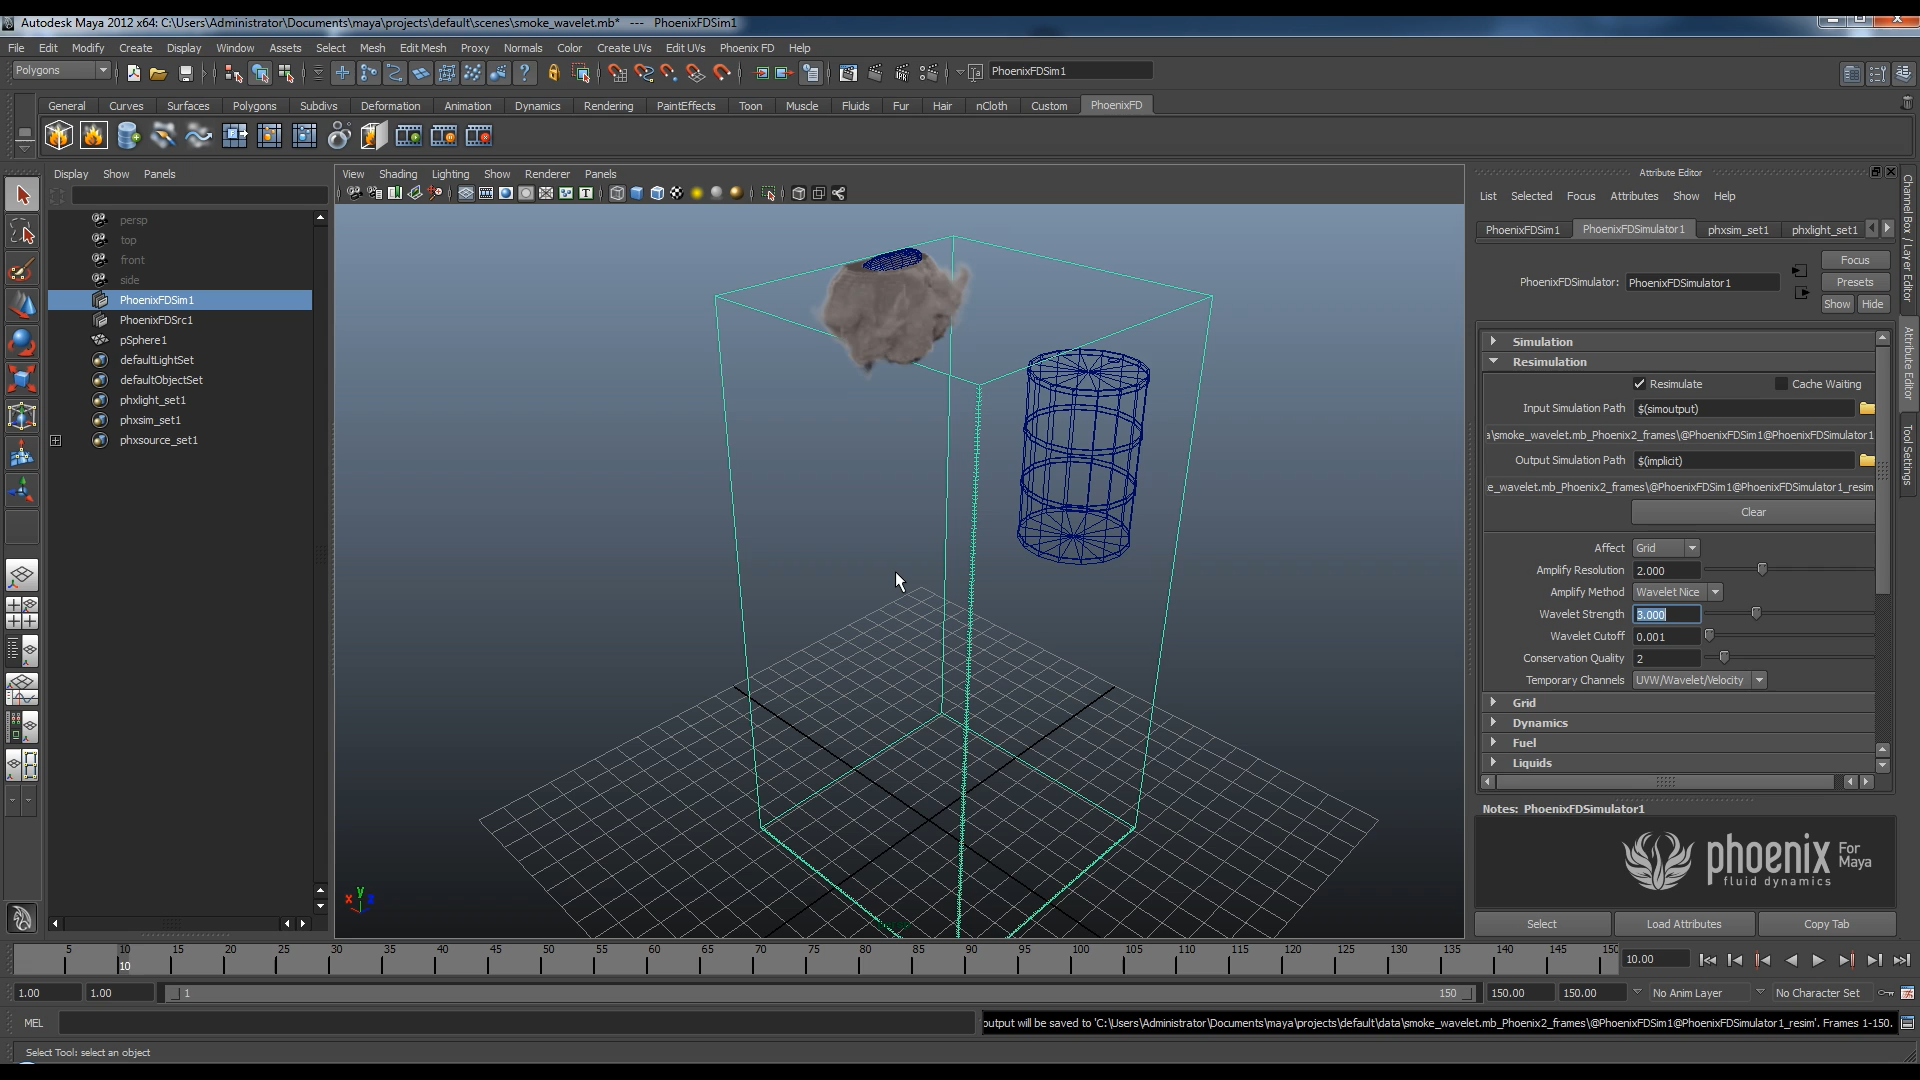 Autodesk Maya 2012 x64: C:\Users\Administrator\Documents\maya\projects\default\scenes\smoke_wavelet.mb* --- PhoenixFDSim1
File Edit Modify Create Display Window Assets Select Mesh Edit Mesh Proxy Normals Color Create UVs Edit UVs Phoenix FD Help
Polygons PhoenixFDSim1
General Curves Surfaces Polygons Subdivs Deformation Animation Dynamics Rendering PaintEffects Toon Muscle Fluids Fur Hair nCloth Custom PhoenixFD
Display Show Panels
View Shading Lighting Show Renderer Panels
persp
top
front
side
PhoenixFDSim1
PhoenixFDSrc1
pSphere1
defaultLightSet
defaultObjectSet
phxlight_set1
phxsim_set1
phxsource_set1
y
x z
Attribute Editor
List Selected Focus Attributes Show Help
PhoenixFDSim1 PhoenixFDSimulator1 phxsim_set1 phxlight_set1
Focus
PhoenixFDSimulator: PhoenixFDSimulator1 Presets
Show Hide
Simulation
Resimulation
Resimulate Cache Waiting
Input Simulation Path $(simoutput)
a\smoke_wavelet.mb_Phoenix2_frames\@PhoenixFDSim1@PhoenixFDSimulator1
Output Simulation Path $(implicit)
e_wavelet.mb_Phoenix2_frames\@PhoenixFDSim1@PhoenixFDSimulator1_resim
Clear
Affect Grid
Amplify Resolution 2.000
Amplify Method Wavelet Nice
Wavelet Strength 3.000
Wavelet Cutoff 0.001
Conservation Quality 2
Temporary Channels UVW/Wavelet/Velocity
Grid
Dynamics
Fuel
Liquids
Notes: PhoenixFDSimulator1
phoenix For Maya
fluid dynamics
Select Load Attributes Copy Tab
Channel Box / Layer Editor
Attribute Editor
Tool Settings
5 10 15 20 25 30 35 40 45 50 55 60 65 70 75 80 85 90 95 100 105 110 115 120 125 130 135 140 145 150
10 10.00
1.00 1.00 1 150 150.00 150.00 No Anim Layer No Character Set
MEL output will be saved to 'C:\Users\Administrator\Documents\maya\projects\default\data\smoke_wavelet.mb_Phoenix2_frames\@PhoenixFDSim1@PhoenixFDSimulator1_resim'. Frames 1-150.
Select Tool: select an object